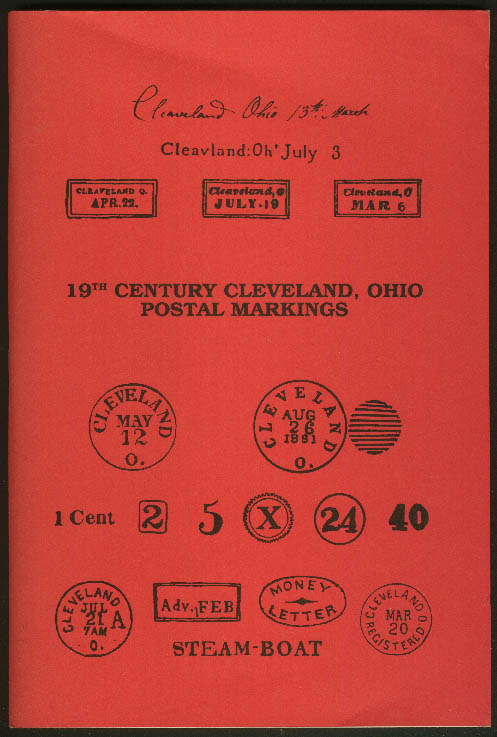 Cleaveland Ohio 13th March
Cleavland: Oh' July 3
CLEAVELAND O.
APR. 22.
Cleaveland, O
JULY · 19
Cleveland, O
MAR 6
19TH CENTURY CLEVELAND, OHIO
POSTAL MARKINGS
CLEVELAND
MAY
12
O.
CLEVELAND
AUG
26
1881
O.
1 Cent 2 5 X 24 40
CLEVELAND
JUL
21 A
7AM
O.
Adv., FEB
MONEY
LETTER
CLEVELAND O.
MAR
20
REGISTERED.
STEAM-BOAT